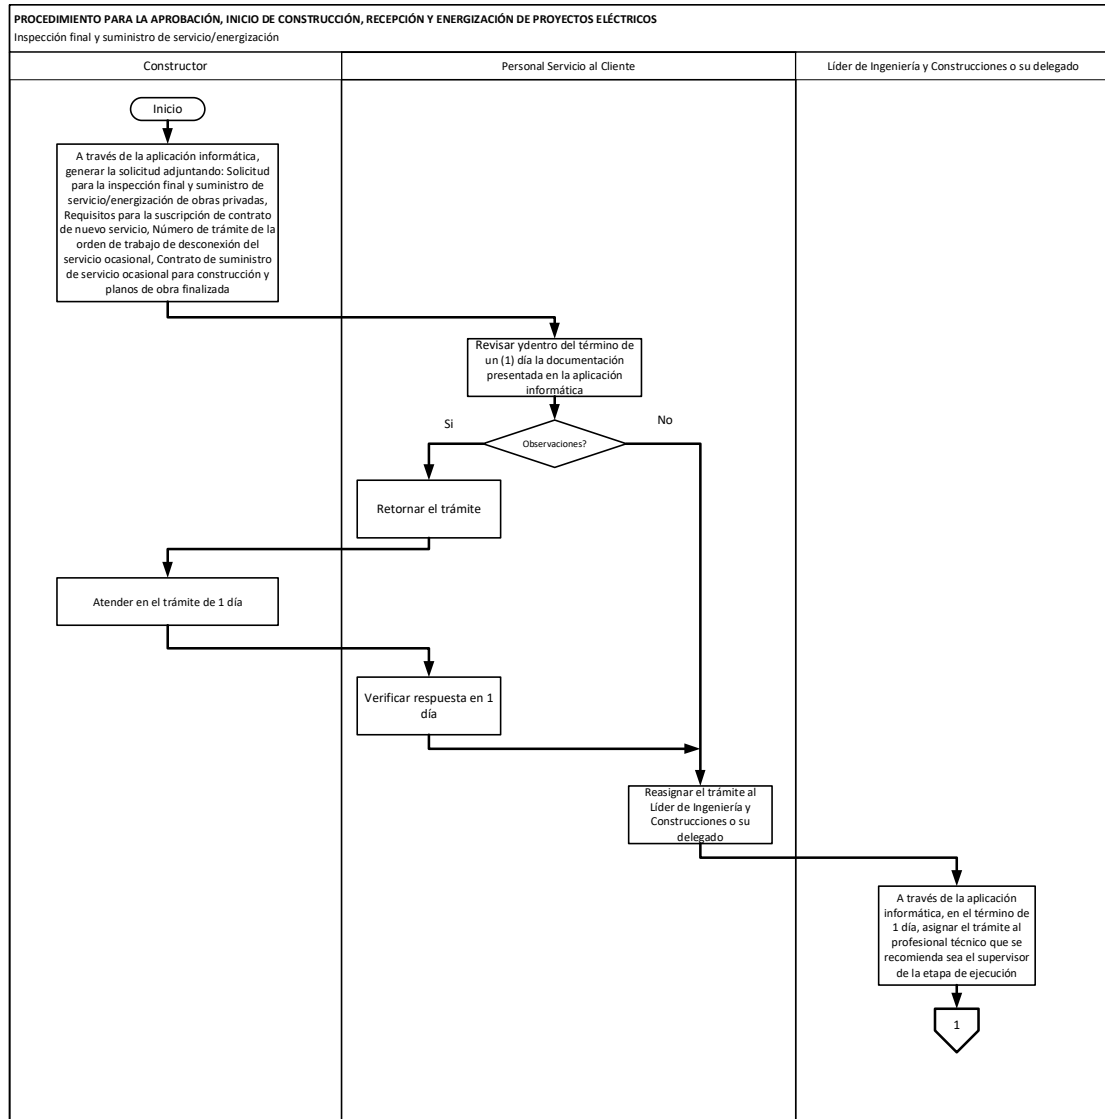 PROCEDIMIENTO PARA LA APROBACIÓN, INICIO DE CONSTRUCCIÓN, RECEPCIÓN Y ENERGIZACIÓN DE PROYECTOS ELÉCTRICOS
Inspección final y suministro de servicio/energización
Constructor
Personal Servicio al Cliente
Líder de Ingeniería y Construcciones o su delegado
Inicio
A través de la aplicación informática,
generar la solicitud adjuntando: Solicitud
para la inspección final y suministro de
servicio/energización de obras privadas,
Requisitos para la suscripción de contrato
de nuevo servicio, Número de trámite de la
orden de trabajo de desconexión del
servicio ocasional, Contrato de suministro
de servicio ocasional para construcción y
planos de obra finalizada
Revisar ydentro del término de
un (1) día la documentación
presentada en la aplicación
informática
Si
No
Observaciones?
Retornar el trámite
Atender en el trámite de 1 día
Verificar respuesta en 1
día
Reasignar el trámite al
Líder de Ingeniería y
Construcciones o su
delegado
A través de la aplicación
informática, en el término de
1 día, asignar el trámite al
profesional técnico que se
recomienda sea el supervisor
de la etapa de ejecución
1